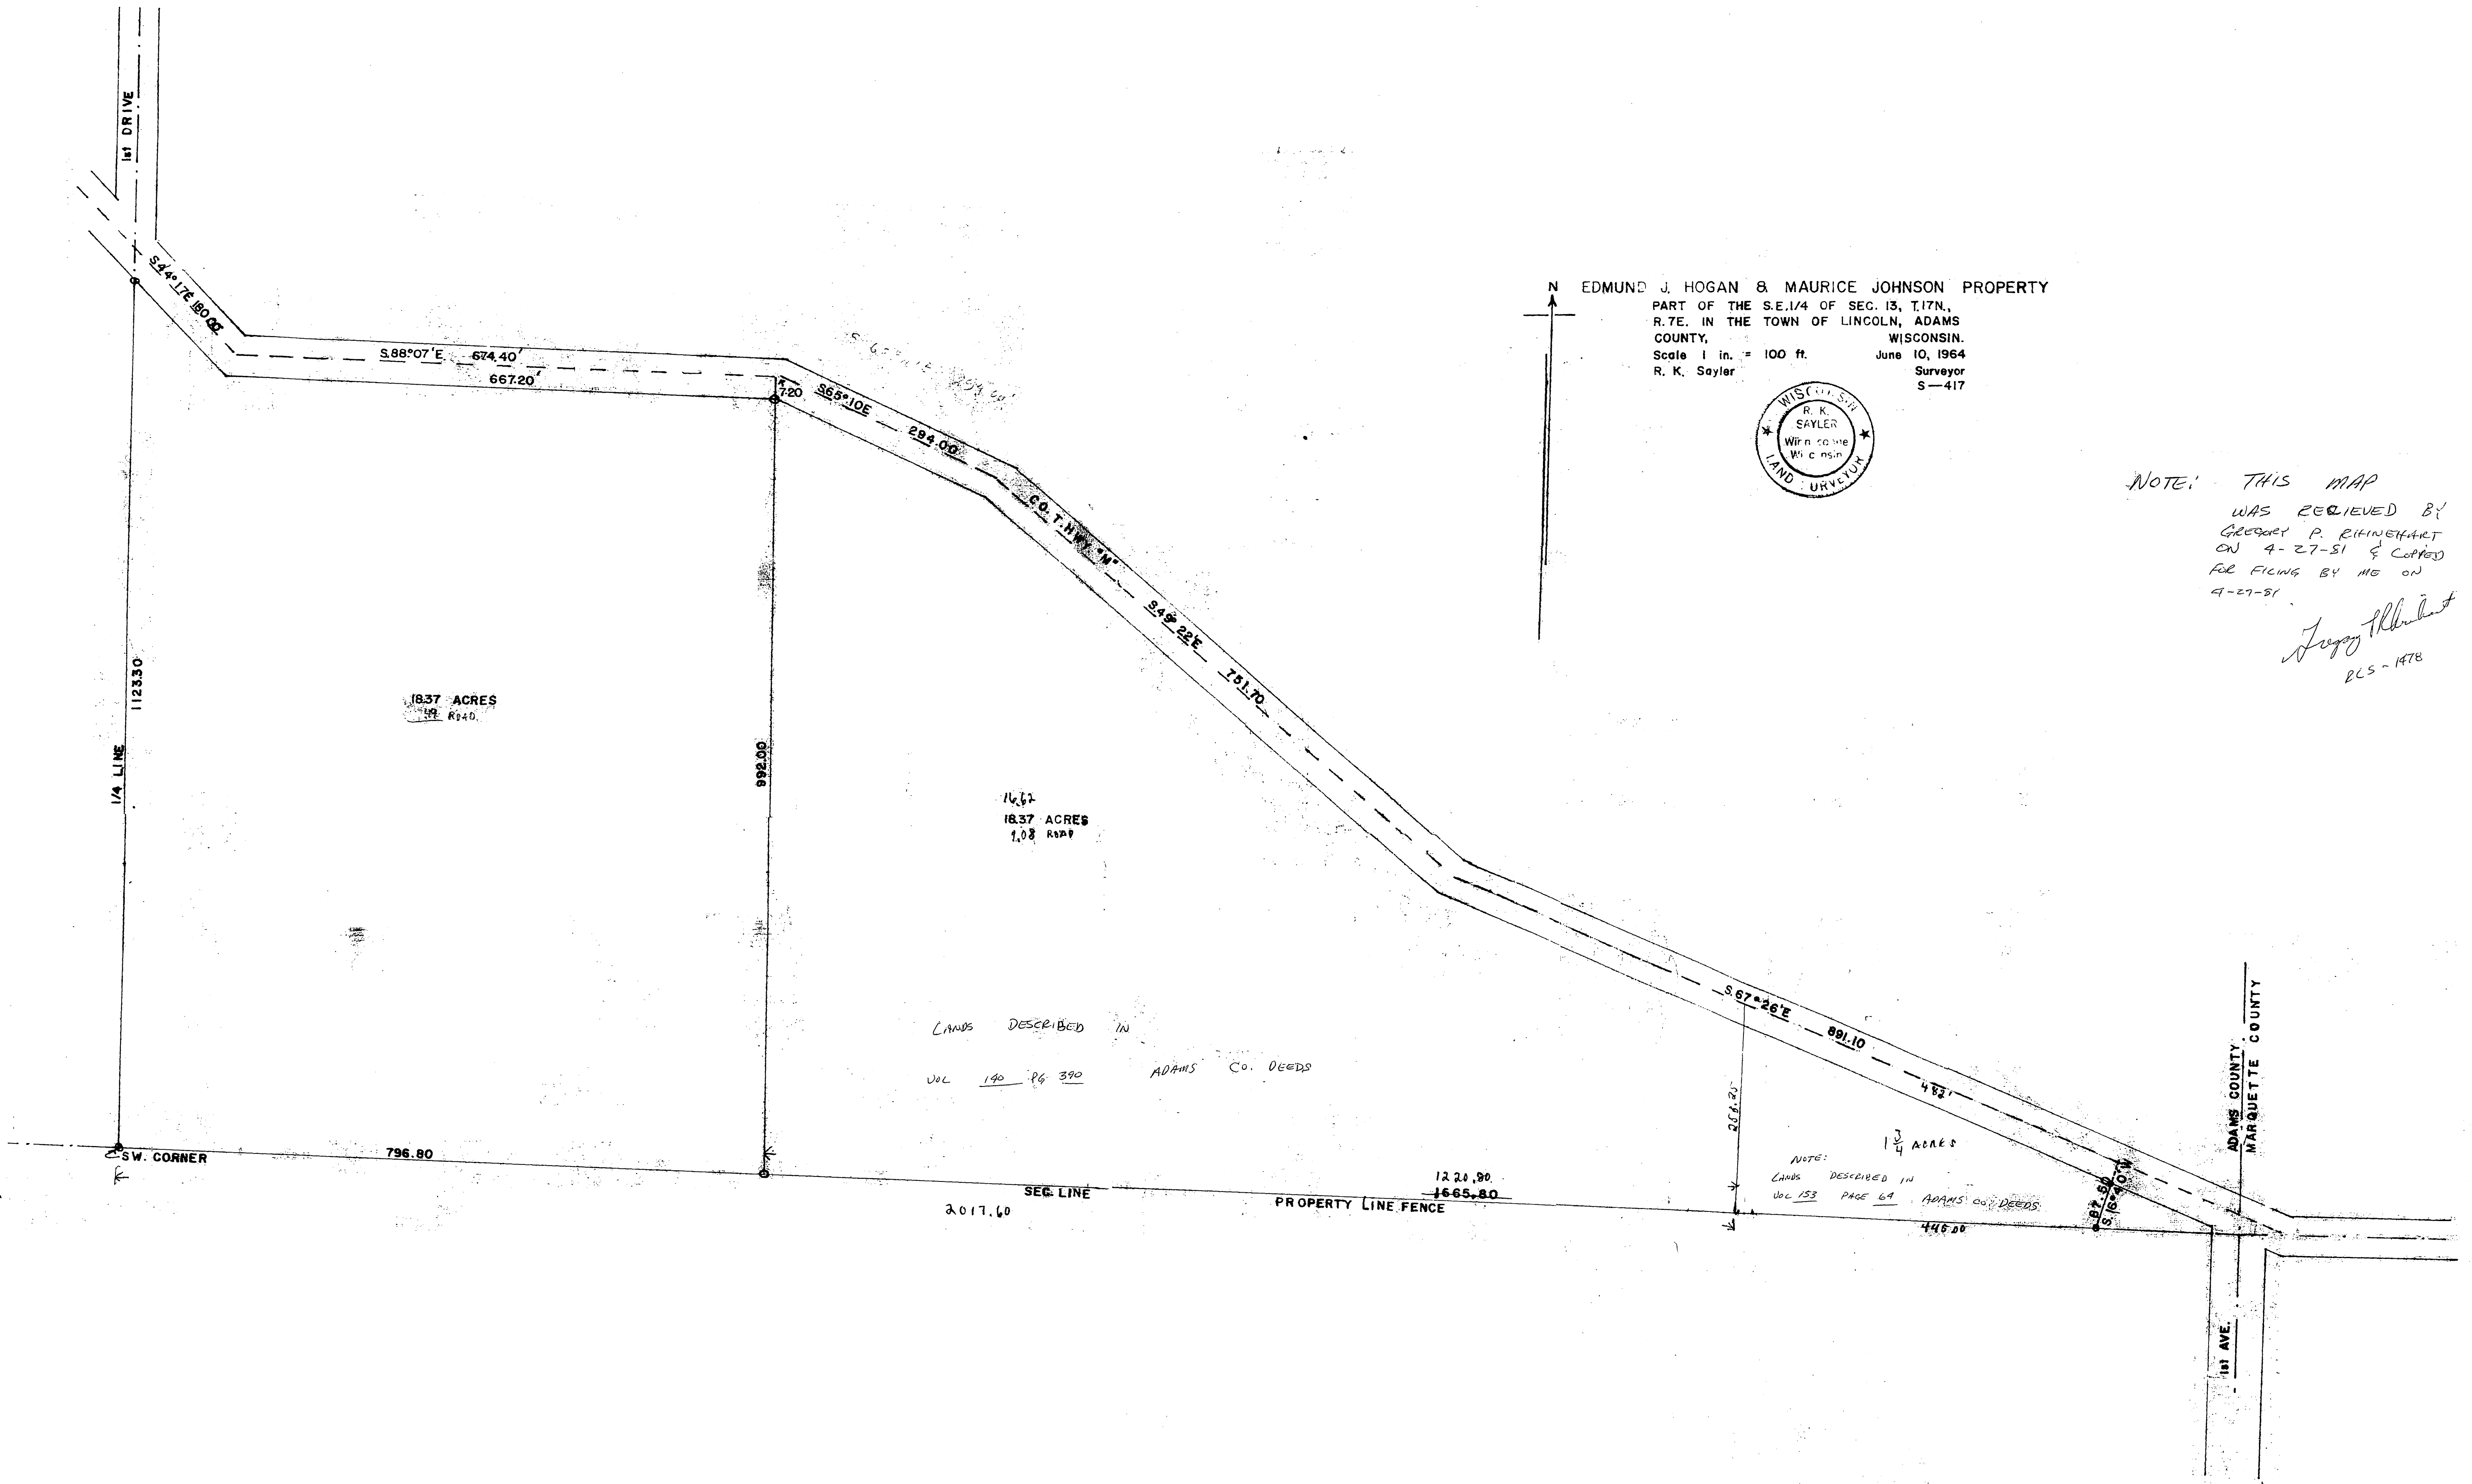 1st DRIVE
S.44°17'E 180.00'
S.88°07'E. 674.40'
667.20'
7.20
S.65°10E
294.00
CO. T. HWY. "M"
S.49° 22'E
751.70
S.67°26'E
891.10
482'
N
EDMUND J. HOGAN & MAURICE JOHNSON PROPERTY
PART OF THE S.E.1/4 OF SEC. 13, T.17N.,
R.7E. IN THE TOWN OF LINCOLN, ADAMS
COUNTY, WISCONSIN.
Scale 1 in. = 100 ft. June 10, 1964
R. K. Sayler Surveyor
S—417
WISCONSIN
R. K.
SAYLER
LAND SURVEYOR
NOTE: THIS MAP
WAS RECIEVED BY
GREGORY P. RHINEHART
ON 4-27-81 & COPPED
FOR FILING BY ME ON
4-27-81
RLS-1478
1123.30
1/4 LINE
18.37 ACRES
.49 ROAD.
992.00
16.62
18.37 ACRES
1.08 ROAD
LANDS DESCRIBED IN
VOL 140 PG 390 ADAMS CO. DEEDS
ADAMS COUNTY
MARQUETTE COUNTY
1 3/4 ACRES
NOTE:
LANDS DESCRIBED IN
VOL 153 PAGE 64 ADAMS CO. DEEDS
87.60
S.16°40'W
SW. CORNER
796.80
SEC. LINE
2017.60
1220.80
1665.80
PROPERTY LINE FENCE
445.00
1st AVE.